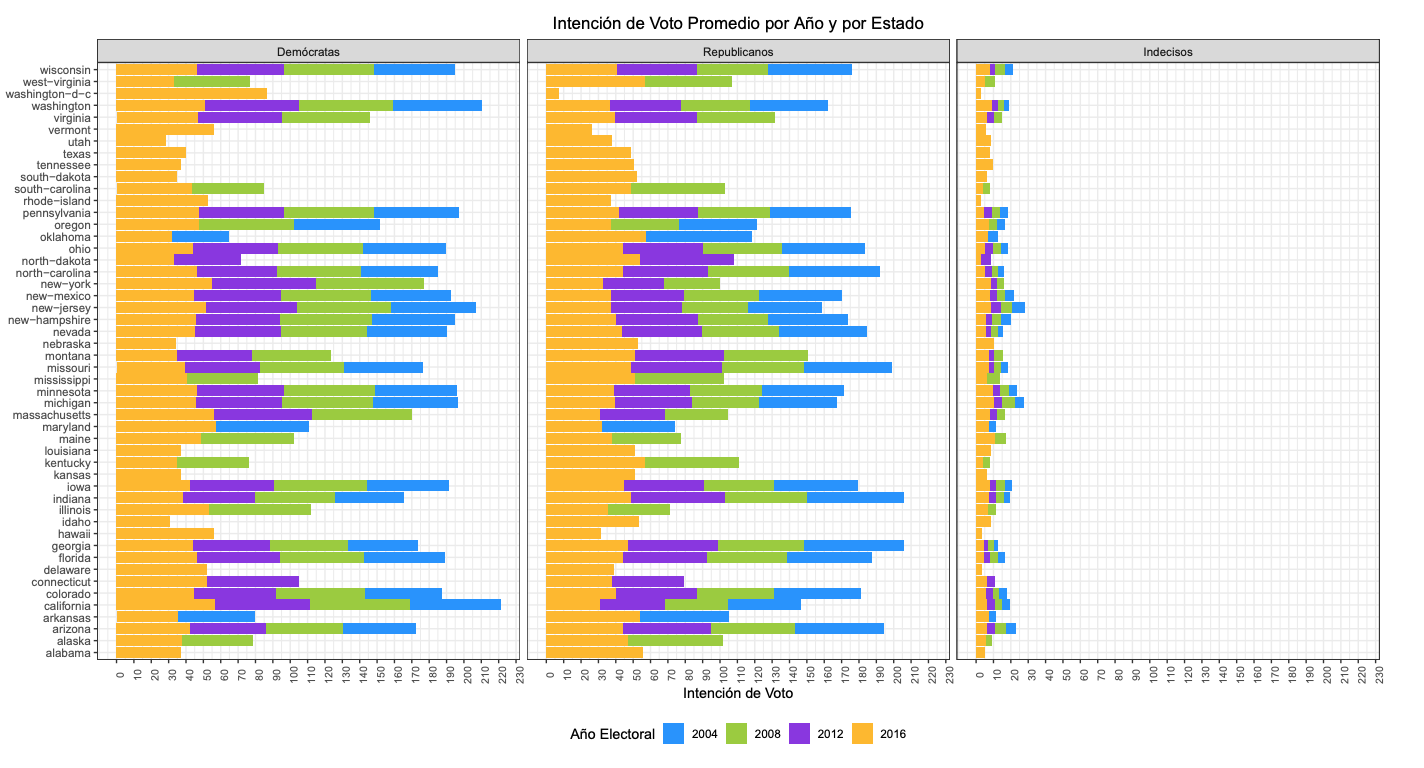 Intención de Voto Promedio por Año y por Estado
Demócratas
Republicanos
Indecisos
wisconsin
west−virginia
washington−d−c
washington
virginia
vermont
utah
texas
tennessee
south−dakota
south−carolina
rhode−island
pennsylvania
oregon
oklahoma
ohio
north−dakota
north−carolina
new−york
new−mexico
new−jersey
new−hampshire
nevada
nebraska
montana
missouri
mississippi
minnesota
michigan
massachusetts
maryland
maine
louisiana
kentucky
kansas
iowa
indiana
illinois
idaho
hawaii
georgia
florida
delaware
connecticut
colorado
california
arkansas
arizona
alaska
alabama
0 10 20 30 40 50 60 70 80 90 100 110 120 130 140 150 160 170 180 190 200 210 220 230
0 10 20 30 40 50 60 70 80 90 100 110 120 130 140 150 160 170 180 190 200 210 220 230
0 10 20 30 40 50 60 70 80 90 100 110 120 130 140 150 160 170 180 190 200 210 220 230
Intención de Voto
Año Electoral 2004 2008 2012 2016